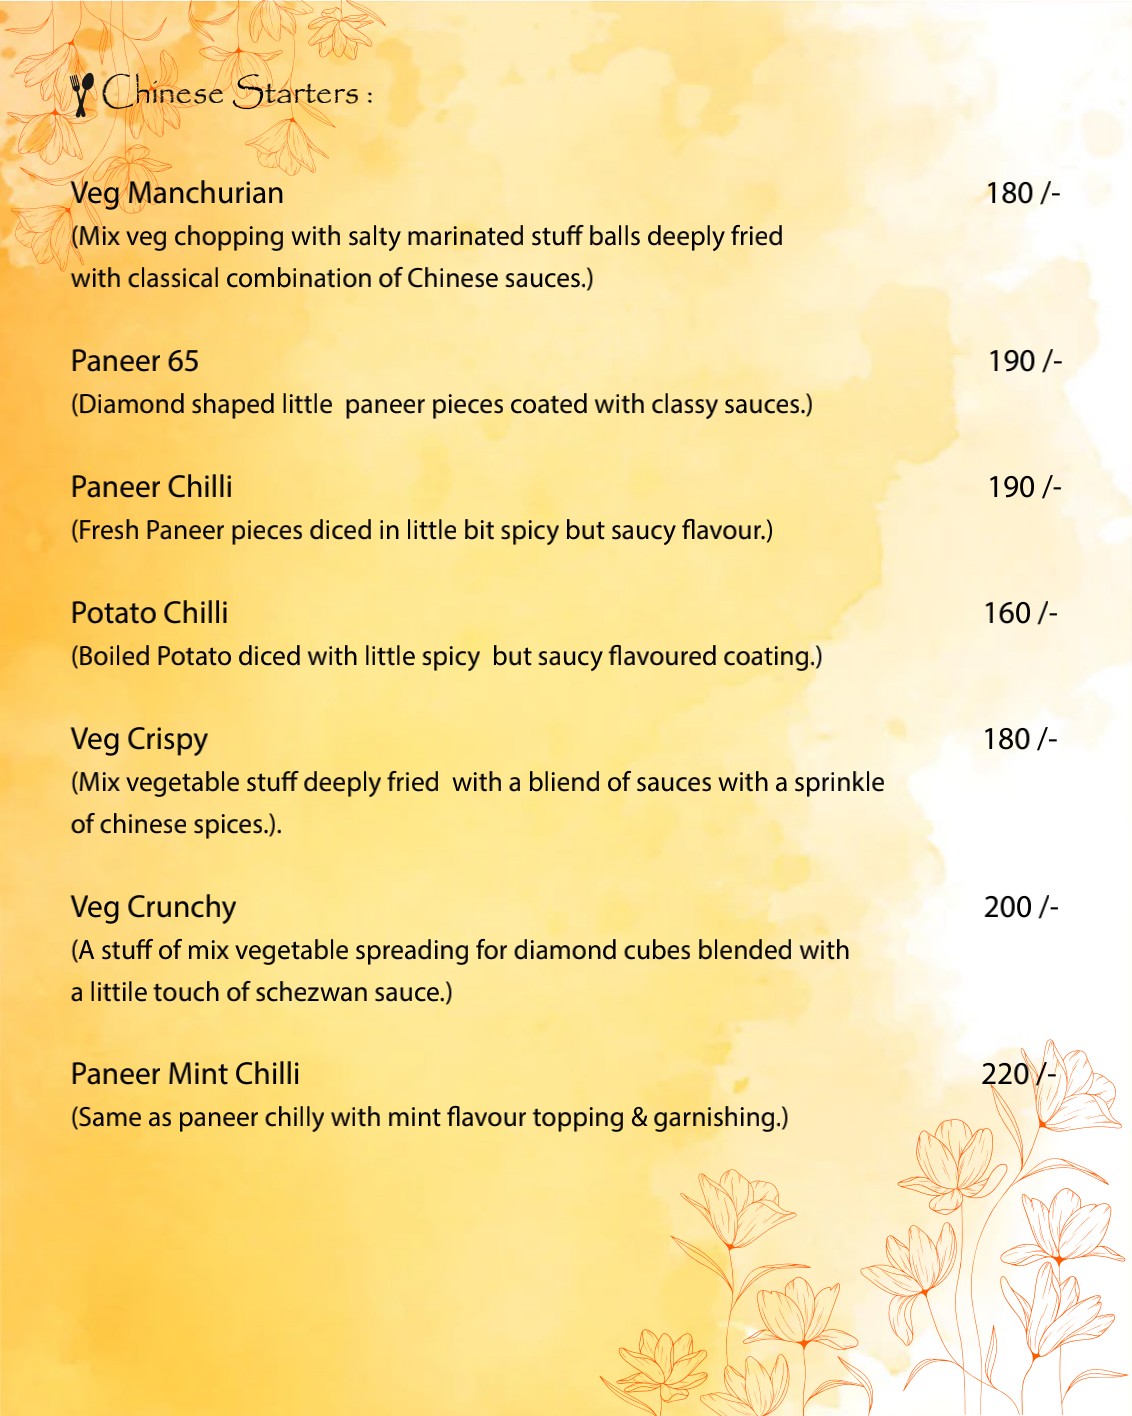 Chinese Starters :
Veg Manchurian 180 /-
(Mix veg chopping with salty marinated stuff balls deeply fried
with classical combination of Chinese sauces.)
Paneer 65 190 /-
(Diamond shaped little  paneer pieces coated with classy sauces.)
Paneer Chilli 190 /-
(Fresh Paneer pieces diced in little bit spicy but saucy flavour.)
Potato Chilli 160 /-
(Boiled Potato diced with little spicy  but saucy flavoured coating.)
Veg Crispy 180 /-
(Mix vegetable stuff deeply fried  with a bliend of sauces with a sprinkle
of chinese spices.).
Veg Crunchy 200 /-
(A stuff of mix vegetable spreading for diamond cubes blended with
a littile touch of schezwan sauce.)
Paneer Mint Chilli 220 /-
(Same as paneer chilly with mint flavour topping & garnishing.)